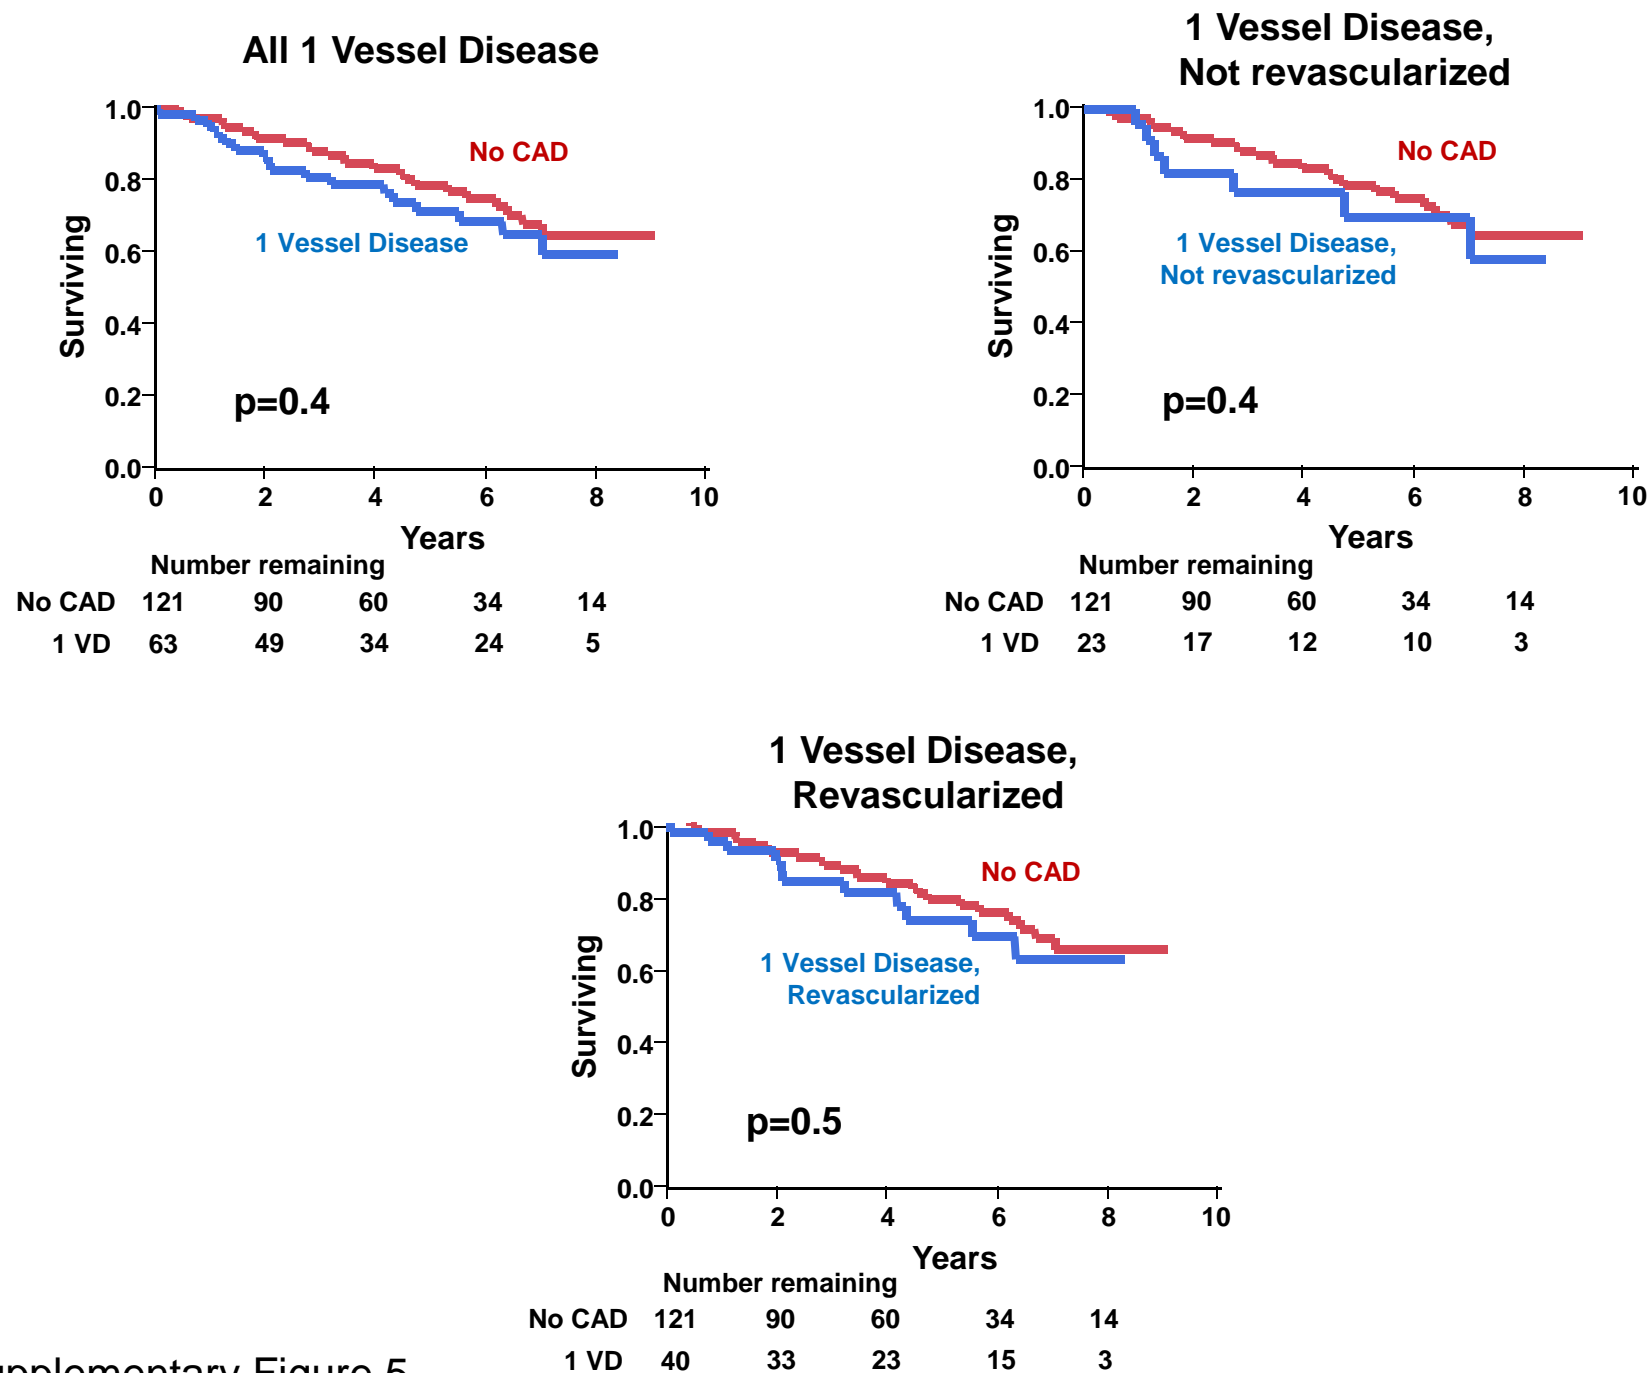 All 1 Vessel Disease
1.0
0.8
0.6
0.4
0.2
0.0
Surviving
No CAD
1 Vessel Disease
p=0.4
0 2 4 6 8 10
Years
Number remaining
No CAD 121 90 60 34 14
1 VD 63 49 34 24 5
1 Vessel Disease,
Not revascularized
1.0
0.8
0.6
0.4
0.2
0.0
Surviving
No CAD
1 Vessel Disease,
Not revascularized
p=0.4
0 2 4 6 8 10
Years
Number remaining
No CAD 121 90 60 34 14
1 VD 23 17 12 10 3
1 Vessel Disease,
Revascularized
1.0
0.8
0.6
0.4
0.2
0.0
Surviving
No CAD
1 Vessel Disease,
Revascularized
p=0.5
0 2 4 6 8 10
Years
Number remaining
No CAD 121 90 60 34 14
1 VD 40 33 23 15 3
Figure 5